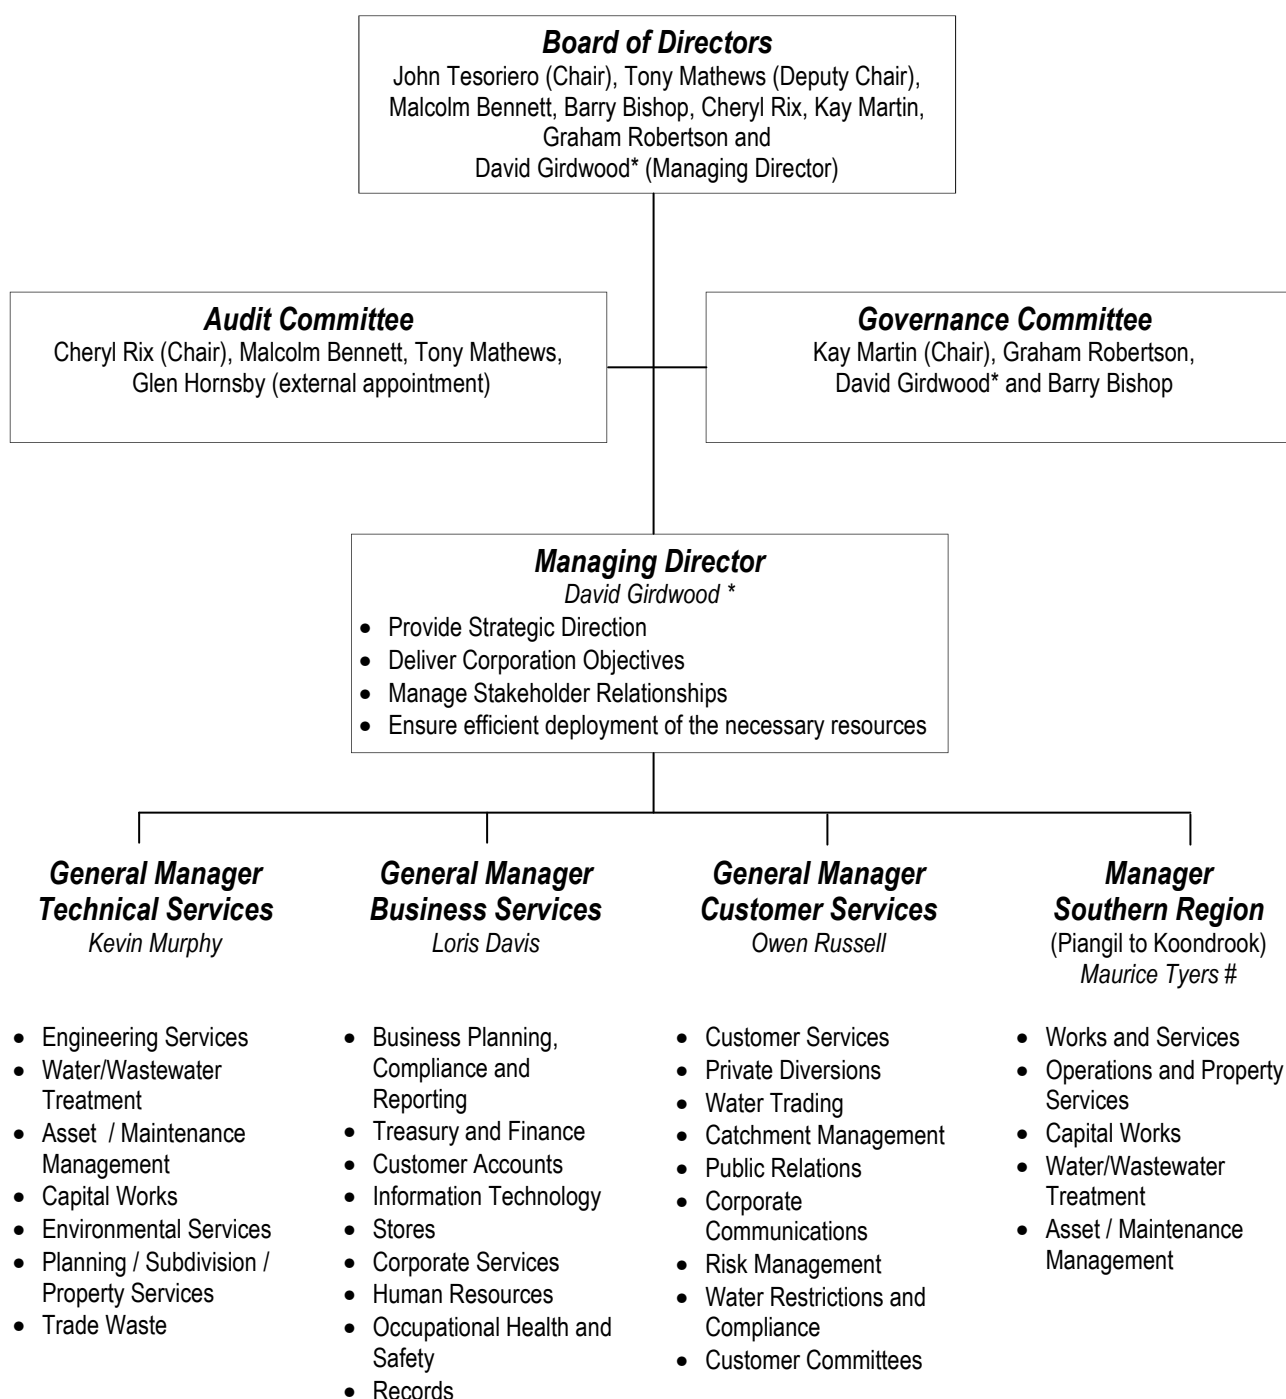 Board of Directors
John Tesoriero (Chair), Tony Mathews (Deputy Chair),
Malcolm Bennett, Barry Bishop, Cheryl Rix, Kay Martin,
Graham Robertson and
David Girdwood* (Managing Director)
Audit Committee
Cheryl Rix (Chair), Malcolm Bennett, Tony Mathews,
Glen Hornsby (external appointment)
Governance Committee
Kay Martin (Chair), Graham Robertson,
David Girdwood* and Barry Bishop
Managing Director
David Girdwood *
• Provide Strategic Direction
• Deliver Corporation Objectives
• Manage Stakeholder Relationships
• Ensure efficient deployment of the necessary resources
General Manager
Technical Services
Kevin Murphy
• Engineering Services
• Water/Wastewater
Treatment
• Asset / Maintenance
Management
• Capital Works
• Environmental Services
• Planning / Subdivision /
Property Services
• Trade Waste
General Manager
Business Services
Loris Davis
• Business Planning,
Compliance and
Reporting
• Treasury and Finance
• Customer Accounts
• Information Technology
• Stores
• Corporate Services
• Human Resources
• Occupational Health and
Safety
• Records
General Manager
Customer Services
Owen Russell
• Customer Services
• Private Diversions
• Water Trading
• Catchment Management
• Public Relations
• Corporate
Communications
• Risk Management
• Water Restrictions and
Compliance
• Customer Committees
Manager
Southern Region
(Piangil to Koondrook)
Maurice Tyers #
• Works and Services
• Operations and Property
Services
• Capital Works
• Water/Wastewater
Treatment
• Asset / Maintenance
Management